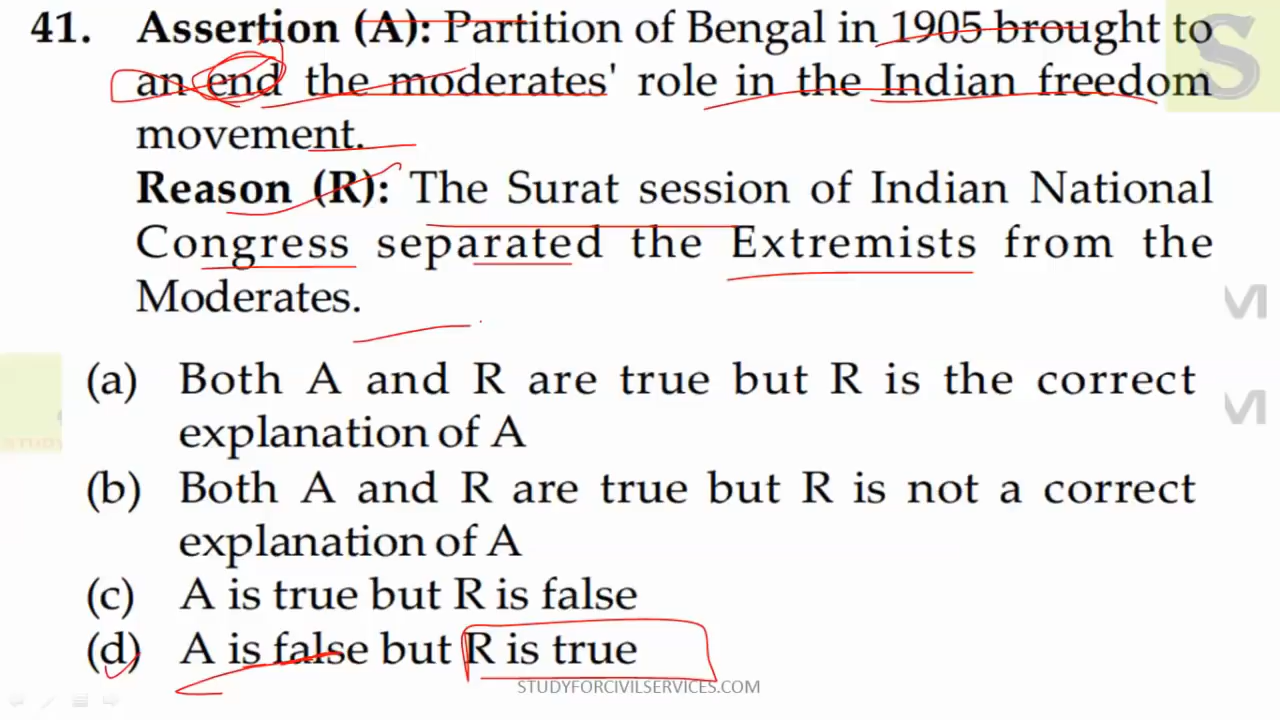 41. Assertion (A): Partition of Bengal in 1905 brought to
an end the moderates' role in the Indian freedom
movement.
Reason (R): The Surat session of Indian National
Congress separated the Extremists from the
Moderates.
(a) Both A and R are true but R is the correct
explanation of A
(b) Both A and R are true but R is not a correct
explanation of A
(c) A is true but R is false
(d) A is false but R is true
STUDYFORCIVILSERVICES.COM
S
M
M
STUDY